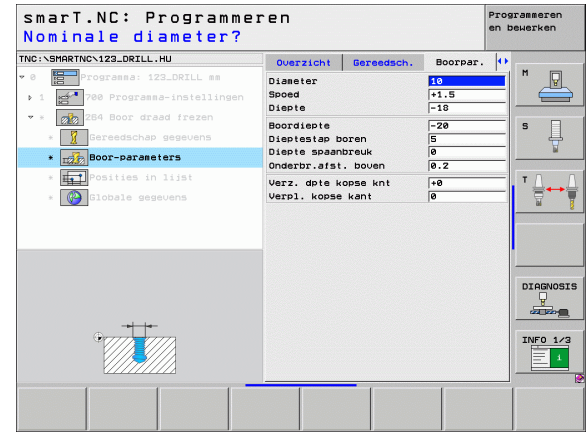 smarT.NC: Programmeren
Nominale diameter?
Programmeren
en bewerken
TNC:\SMARTNC\123_DRILL.HU
0 Programma: 123_DRILL mm
1 700 Programma-instellingen
* 264 Boor draad frezen
* Gereedschap gegevens
* Boor-parameters
* Posities in lijst
* Globale gegevens
Overzicht Gereedsch. Boorpar.
Diameter 10
Spoed +1.5
Diepte -18
Boordiepte -20
Dieptestap boren 5
Diepte spaanbreuk 0
Onderbr.afst. boven 0.2
Verz. dpte kopse knt +0
Verpl. kopse kant 0
M
S
T
DIAGNOSIS
INFO 1/3
i